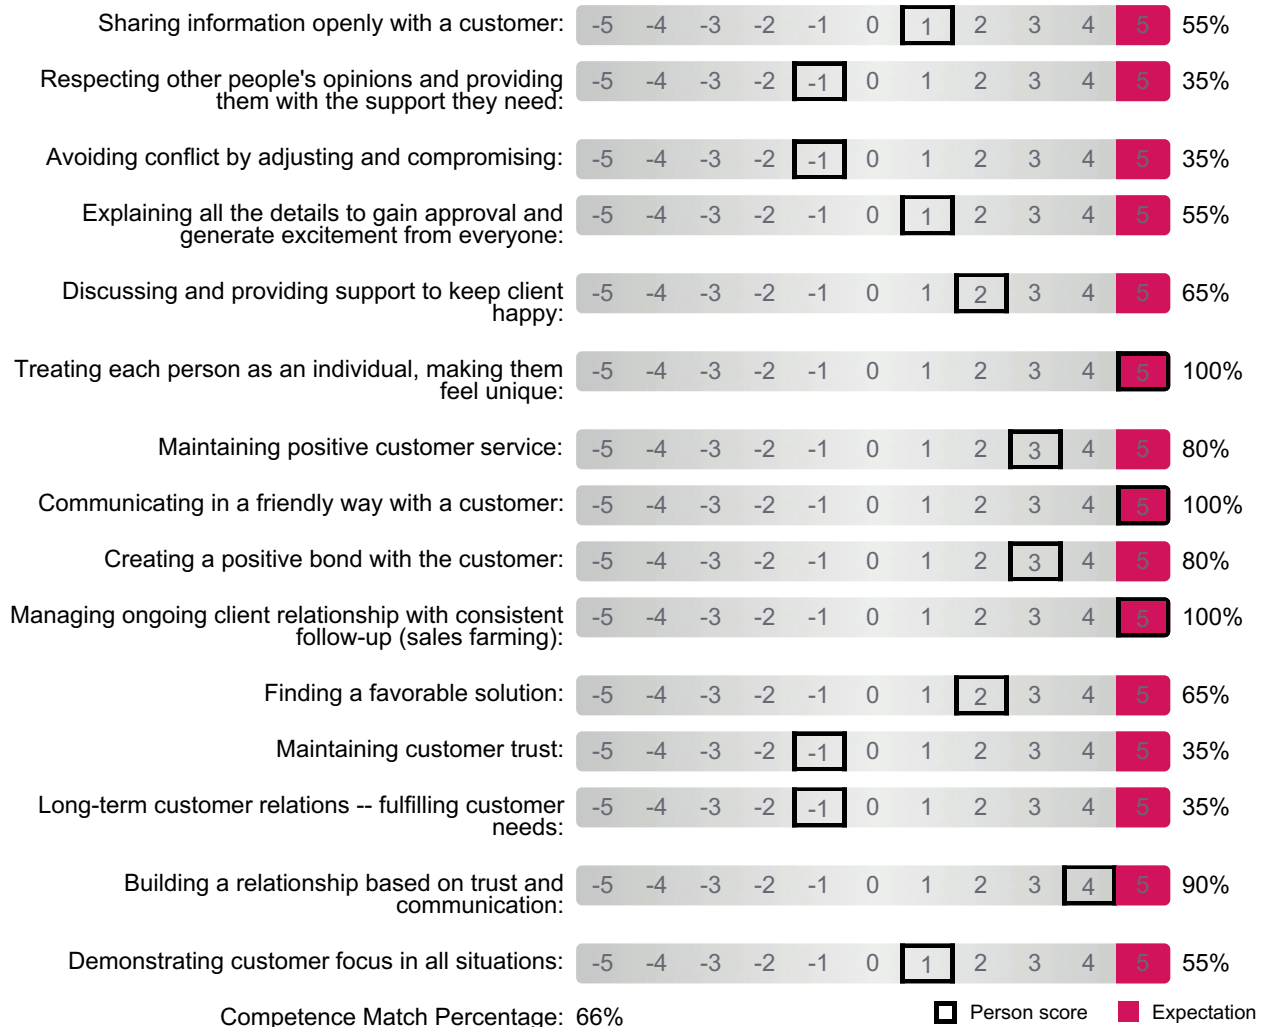 Sharing information openly with a customer: -5 -4 -3 -2 -1 0 1 2 3 4 5 55%
Respecting other people's opinions and providing
them with the support they need: -5 -4 -3 -2 -1 0 1 2 3 4 5 35%
Avoiding conflict by adjusting and compromising: -5 -4 -3 -2 -1 0 1 2 3 4 5 35%
Explaining all the details to gain approval and
generate excitement from everyone: -5 -4 -3 -2 -1 0 1 2 3 4 5 55%
Discussing and providing support to keep client
happy: -5 -4 -3 -2 -1 0 1 2 3 4 5 65%
Treating each person as an individual, making them
feel unique: -5 -4 -3 -2 -1 0 1 2 3 4 5 100%
Maintaining positive customer service: -5 -4 -3 -2 -1 0 1 2 3 4 5 80%
Communicating in a friendly way with a customer: -5 -4 -3 -2 -1 0 1 2 3 4 5 100%
Creating a positive bond with the customer: -5 -4 -3 -2 -1 0 1 2 3 4 5 80%
Managing ongoing client relationship with consistent
follow-up (sales farming): -5 -4 -3 -2 -1 0 1 2 3 4 5 100%
Finding a favorable solution: -5 -4 -3 -2 -1 0 1 2 3 4 5 65%
Maintaining customer trust: -5 -4 -3 -2 -1 0 1 2 3 4 5 35%
Long-term customer relations -- fulfilling customer
needs: -5 -4 -3 -2 -1 0 1 2 3 4 5 35%
Building a relationship based on trust and
communication: -5 -4 -3 -2 -1 0 1 2 3 4 5 90%
Demonstrating customer focus in all situations: -5 -4 -3 -2 -1 0 1 2 3 4 5 55%
Competence Match Percentage: 66% Person score Expectation